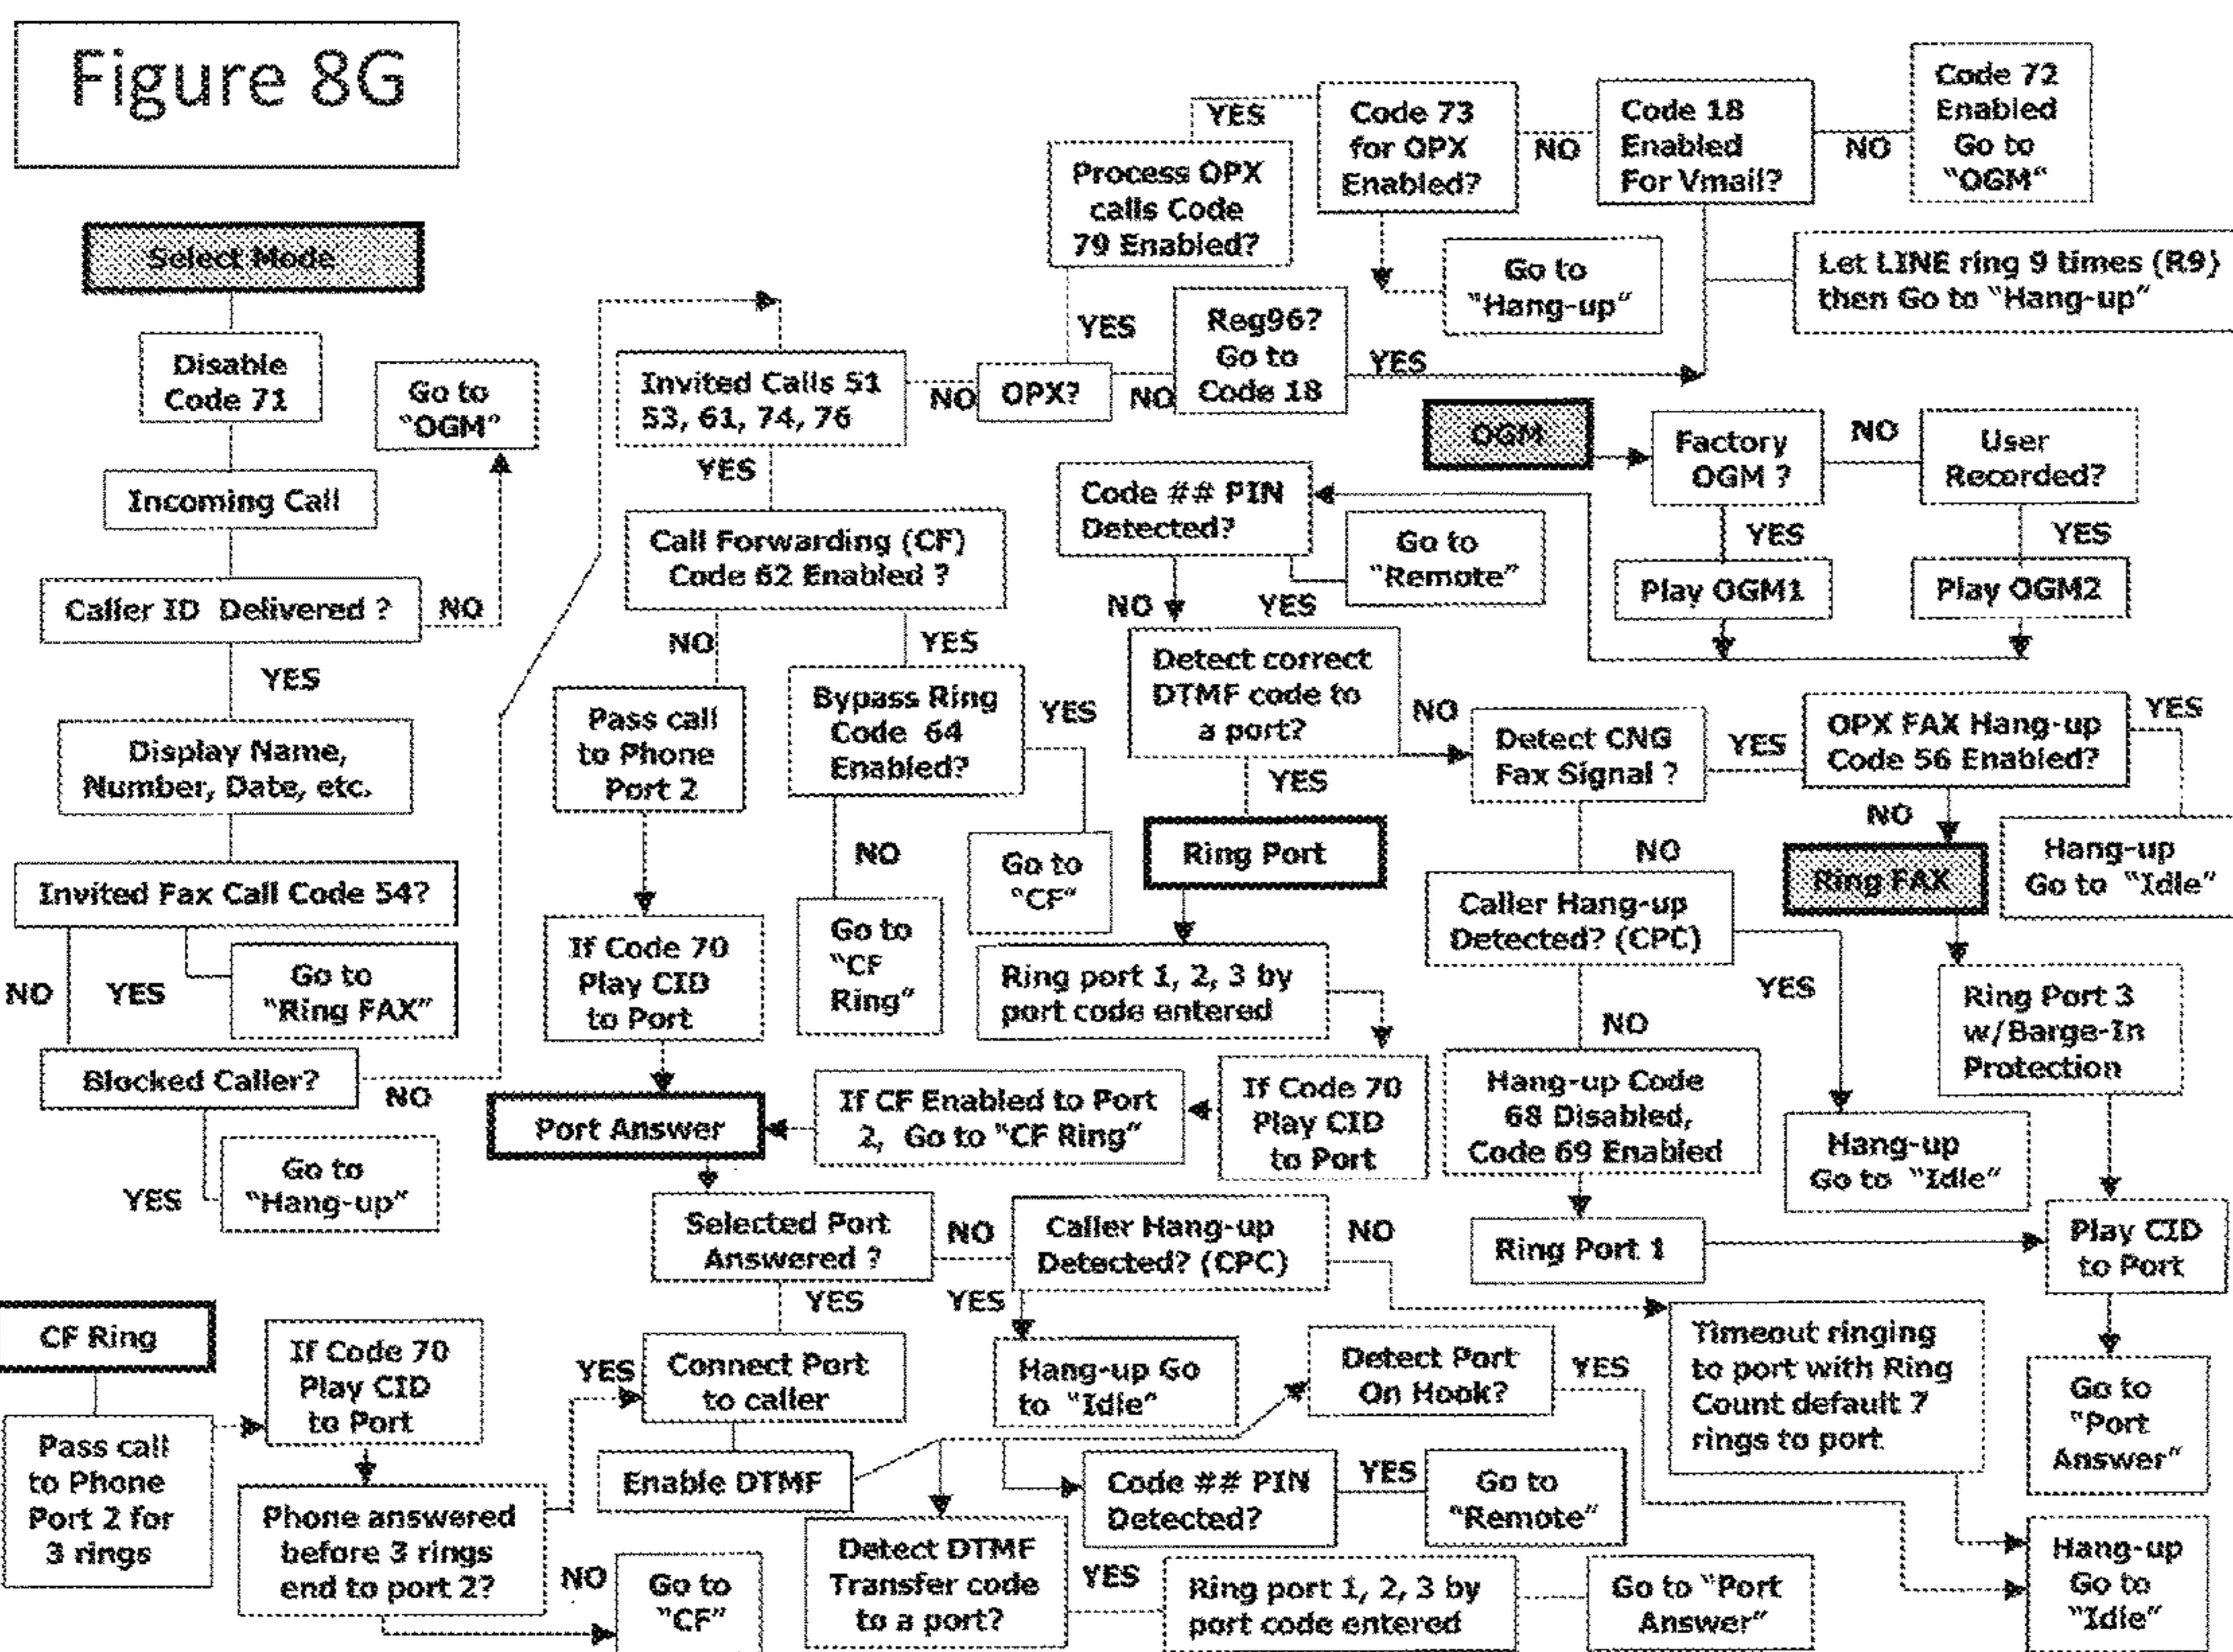 Figure 8G
Select Mode
Disable
Code 71
Incoming Call
Caller ID Delivered ?
NO
Go to
"OGM"
YES
Display Name,
Number, Date, etc.
Invited Fax Call Code 54?
NO
YES
Go to
"Ring FAX"
Blocked Caller?
NO
YES
Go to
"Hang-up"
Invited Calls 51
53, 61, 74, 76
NO
OPX?
YES
NO
Process OPX
calls Code
79 Enabled?
YES
Code 73
for OPX
Enabled?
NO
Go to
"Hang-up"
Code 18
Enabled
For Vmail?
NO
Code 72
Enabled
Go to
"OGM"
Let LINE ring 9 times (R9)
then Go to "Hang-up"
Reg96?
Go to
Code 18
YES
YES
Call Forwarding (CF)
Code 62 Enabled ?
NO
YES
Pass call
to Phone
Port 2
If Code 70
Play CID
to Port
Bypass Ring
Code 64
Enabled?
YES
Go to
"CF"
NO
Go to
"CF
Ring"
OGM
Factory
OGM ?
NO
User
Recorded?
YES
YES
Play OGM1
Play OGM2
Code ## PIN
Detected?
Go to
"Remote"
NO
YES
Detect correct
DTMF code to
a port?
NO
YES
Ring Port
Ring port 1, 2, 3 by
port code entered
If Code 70
Play CID
to Port
If CF Enabled to Port
2, Go to "CF Ring"
Detect CNG
Fax Signal ?
YES
NO
OPX FAX Hang-up
Code 56 Enabled?
YES
Hang-up
Go to "Idle"
NO
Ring FAX
Ring Port 3
w/Barge-In
Protection
Caller Hang-up
Detected? (CPC)
YES
Hang-up
Go to "Idle"
NO
Hang-up Code
68 Disabled,
Code 69 Enabled
Ring Port 1
Play CID
to Port
Go to
"Port
Answer"
Port Answer
Selected Port
Answered ?
NO
Caller Hang-up
Detected? (CPC)
NO
YES
YES
Hang-up Go
to "Idle"
Timeout ringing
to port with Ring
Count default 7
rings to port
Connect Port
to caller
Enable DTMF
Detect Port
On Hook?
YES
Hang-up
Go to
"Idle"
Code ## PIN
Detected?
YES
Go to
"Remote"
Detect DTMF
Transfer code
to a port?
YES
Ring port 1, 2, 3 by
port code entered
Go to "Port
Answer"
CF Ring
Pass call
to Phone
Port 2 for
3 rings
If Code 70
Play CID
to Port
Phone answered
before 3 rings
end to port 2?
YES
NO
Go to
"CF"